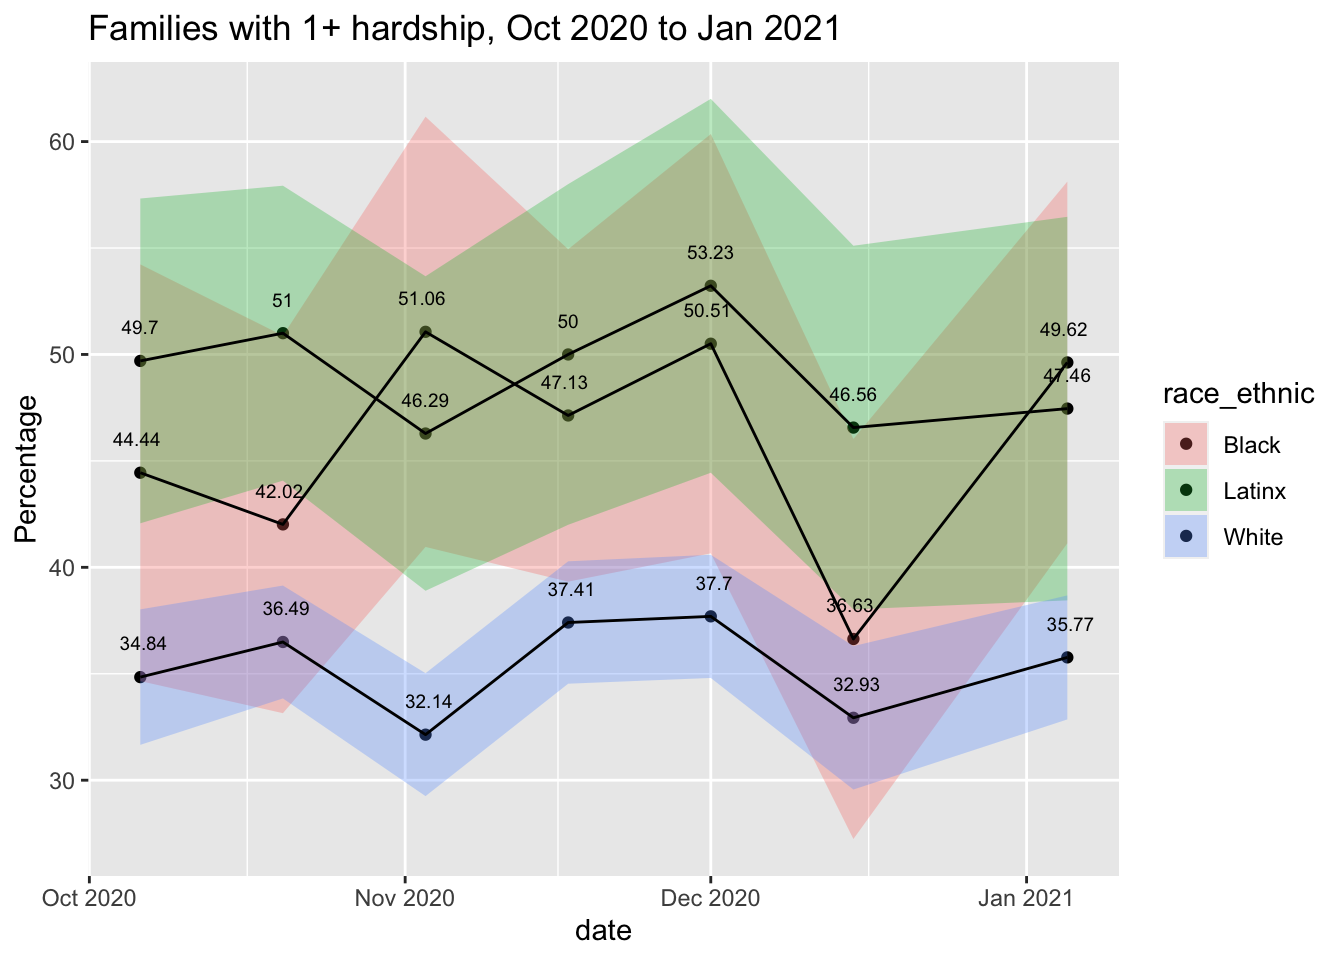 Families with 1+ hardship, Oct 2020 to Jan 2021
Percentage
60
50
40
30
49.7
51
51.06
50
53.23
50.51
46.56
49.62
47.46
44.44
42.02
46.29
47.13
36.63
34.84
36.49
32.14
37.41
37.7
32.93
35.77
Oct 2020
Nov 2020
Dec 2020
Jan 2021
date
race_ethnic
Black
Latinx
White